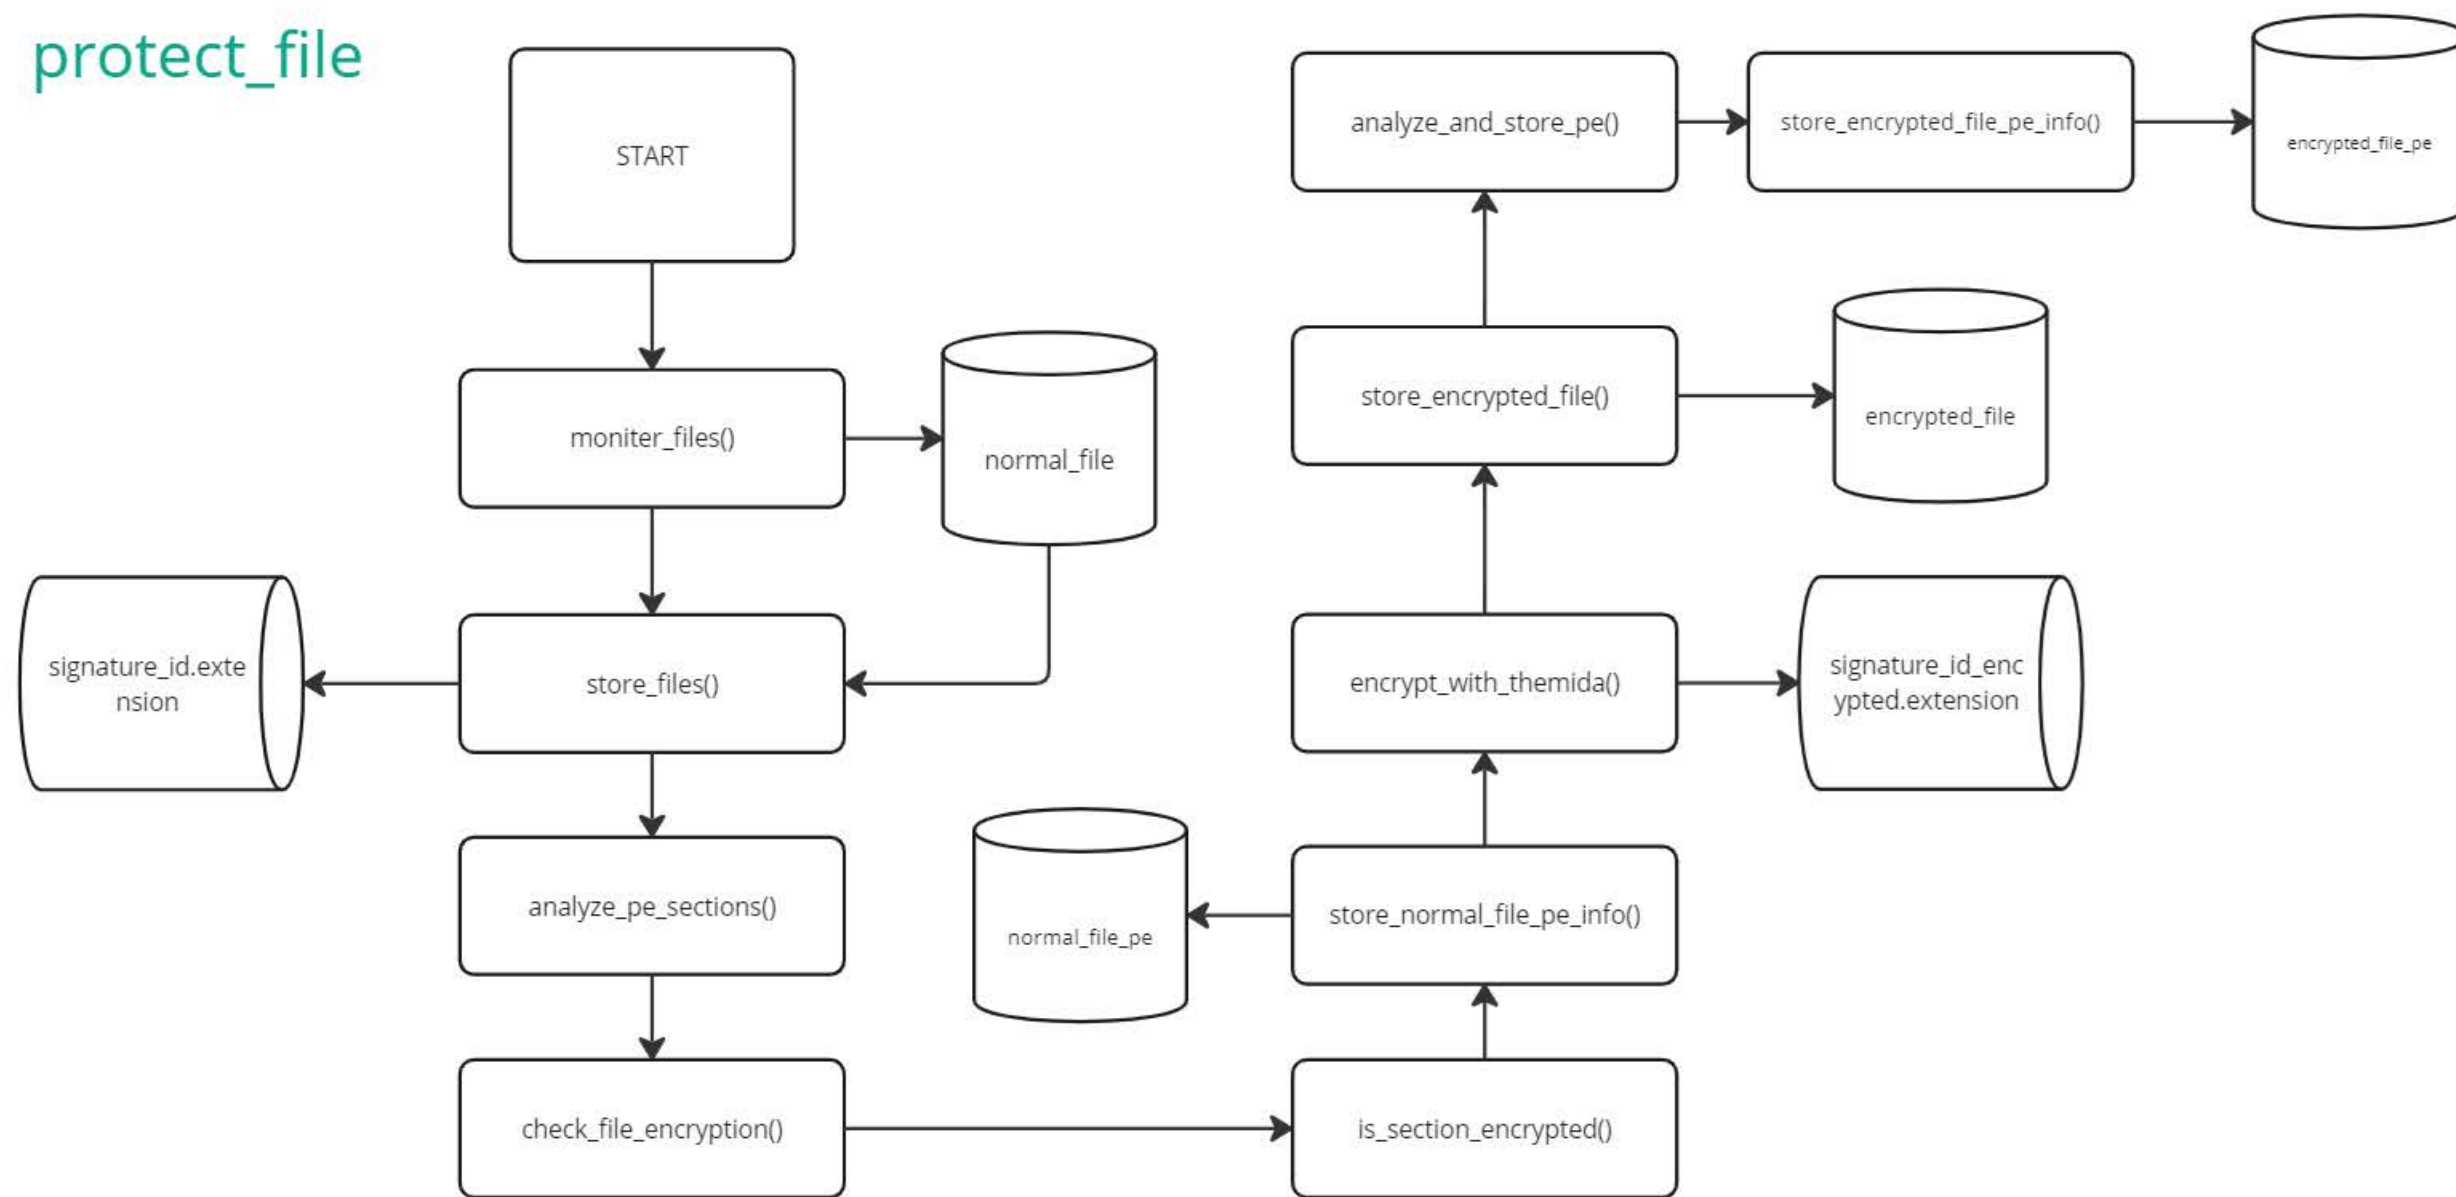 protect_file
START
moniter_files()
normal_file
signature_id.exte
nsion
store_files()
analyze_pe_sections()
check_file_encryption()
is_section_encrypted()
store_normal_file_pe_info()
normal_file_pe
encrypt_with_themida()
signature_id_enc
ypted.extension
store_encrypted_file()
encrypted_file
analyze_and_store_pe()
store_encrypted_file_pe_info()
encrypted_file_pe